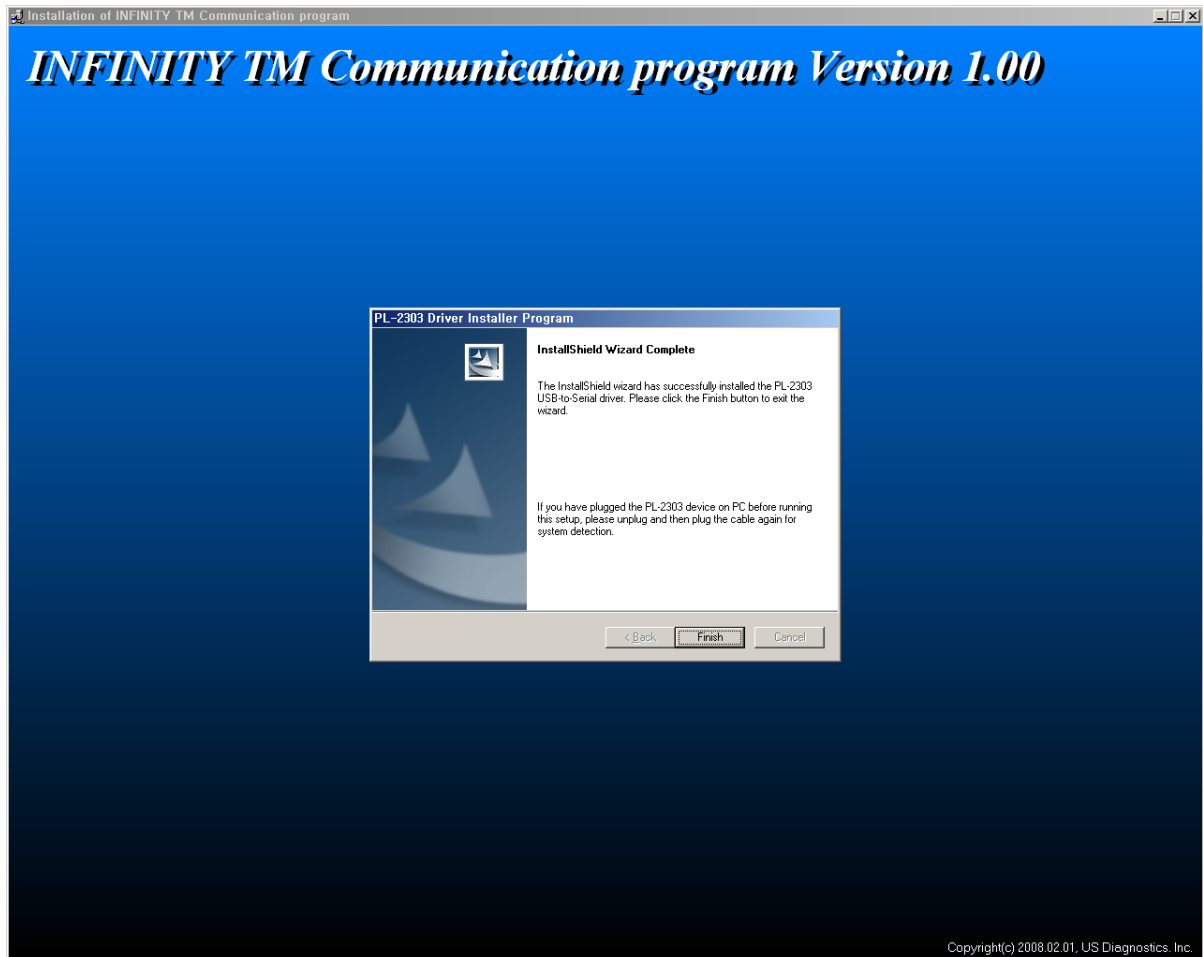 Installation of INFINITY TM Communication program
INFINITY TM Communication program Version 1.00
PL-2303 Driver Installer Program
InstallShield Wizard Complete
The InstallShield wizard has successfully installed the PL-2303
USB-to-Serial driver. Please click the Finish button to exit the
wizard.
If you have plugged the PL-2303 device on PC before running
this setup, please unplug and then plug the cable again for
system detection.
< Back
Finish
Cancel
Copyright(c) 2008.02.01, US Diagnostics. Inc.